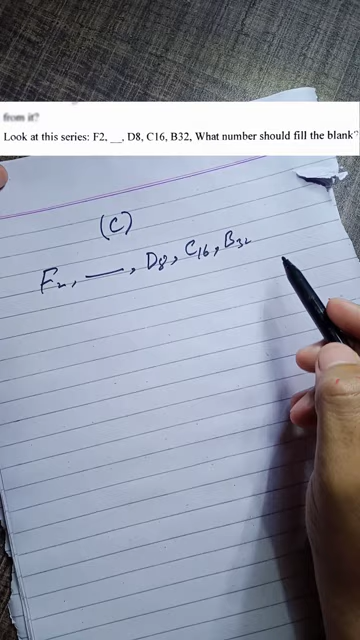 from it?
Look at this series: F2, __, D8, C16, B32, What number should fill the blank?
(C)
F2, __, D8, C16, B32